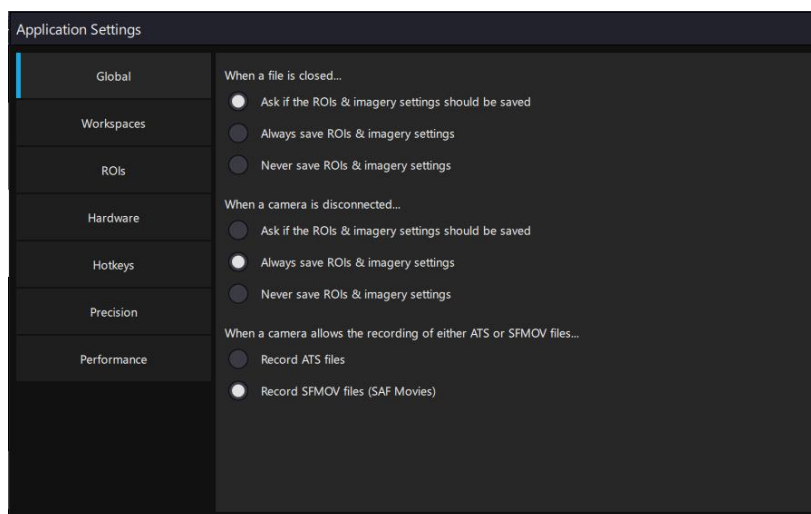 Application Settings
Global
Workspaces
ROIs
Hardware
Hotkeys
Precision
Performance
When a file is closed...
Ask if the ROIs & imagery settings should be saved
Always save ROIs & imagery settings
Never save ROIs & imagery settings
When a camera is disconnected...
Ask if the ROIs & imagery settings should be saved
Always save ROIs & imagery settings
Never save ROIs & imagery settings
When a camera allows the recording of either ATS or SFMOV files...
Record ATS files
Record SFMOV files (SAF Movies)